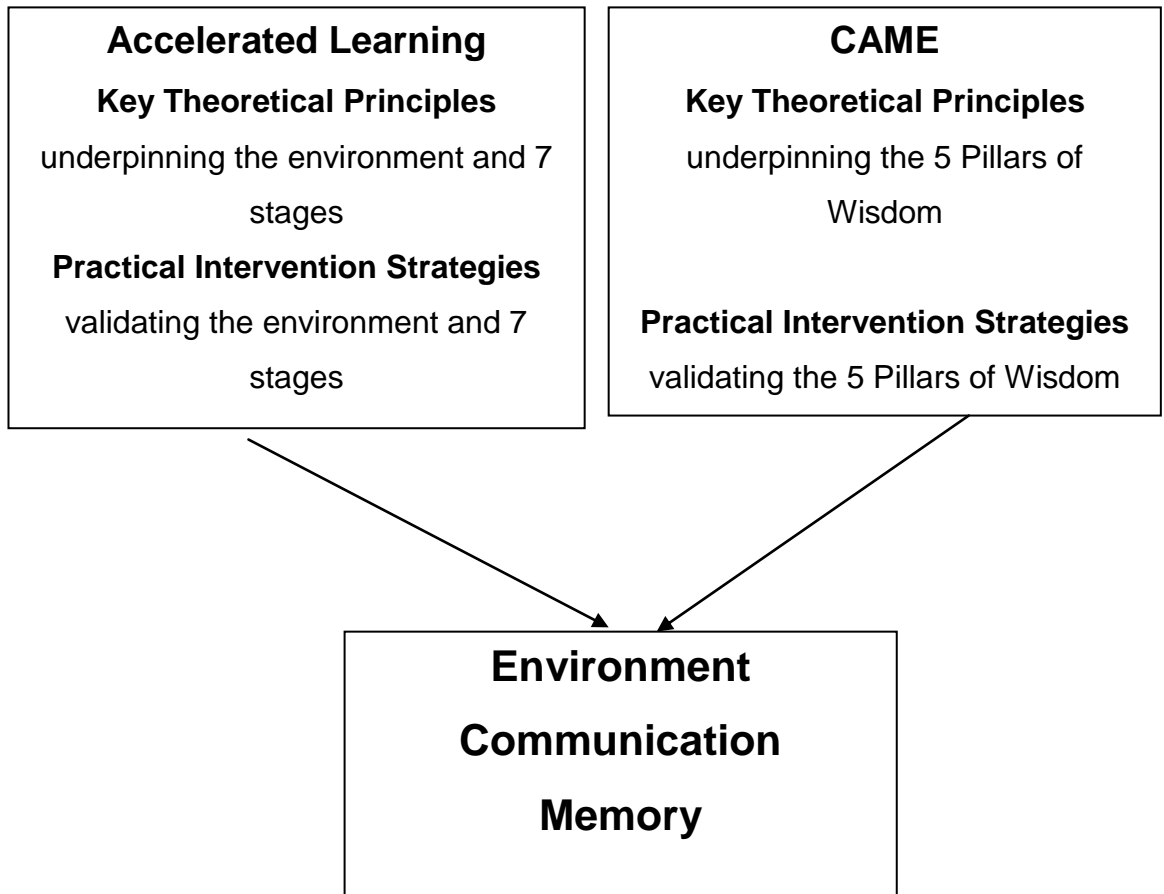 Accelerated Learning
Key Theoretical Principles
underpinning the environment and 7
stages
Practical Intervention Strategies
validating the environment and 7
stages
CAME
Key Theoretical Principles
underpinning the 5 Pillars of
Wisdom
Practical Intervention Strategies
validating the 5 Pillars of Wisdom
Environment
Communication
Memory